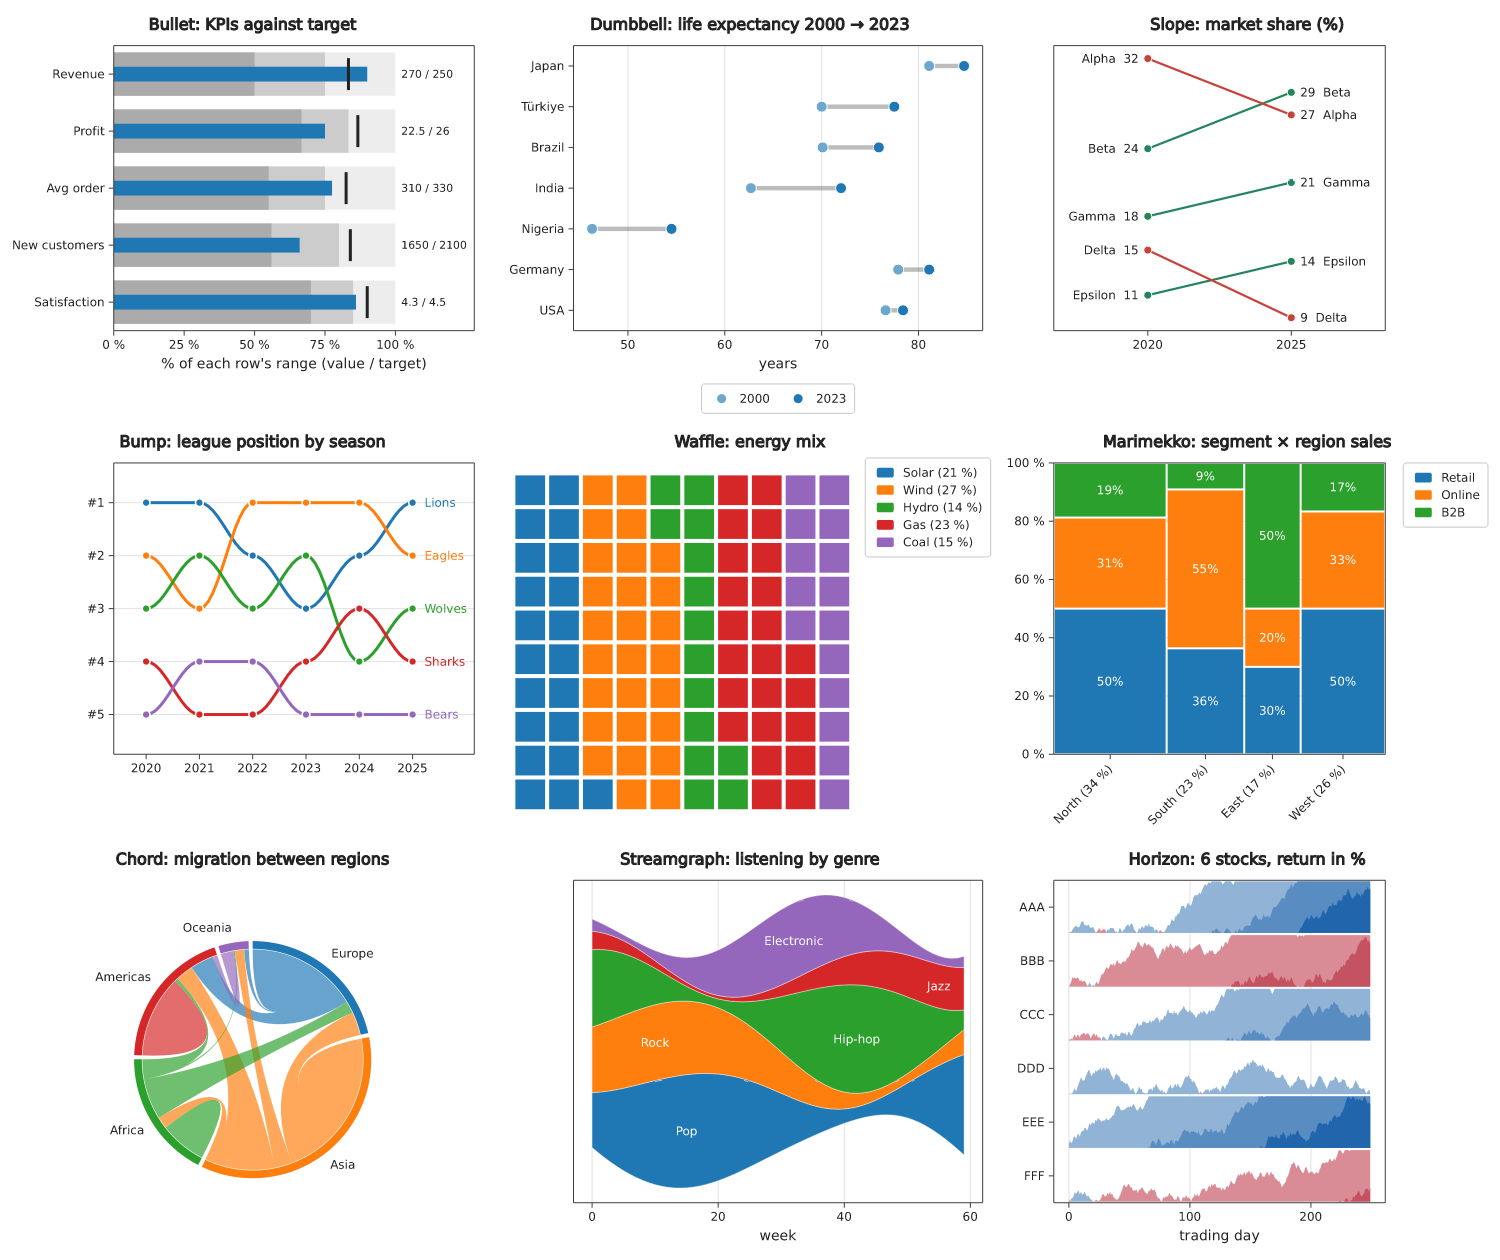 Bullet: KPIs against target
Revenue
270 / 250
Profit
22.5 / 26
Avg order
310 / 330
New customers
1650 / 2100
Satisfaction
4.3 / 4.5
0 % 25 % 50 % 75 % 100 %
% of each row's range (value / target)
Dumbbell: life expectancy 2000 → 2023
Japan
Türkiye
Brazil
India
Nigeria
Germany
USA
50 60 70 80
years
2000 2023
Slope: market share (%)
Alpha 32
29 Beta
27 Alpha
Beta 24
21 Gamma
Gamma 18
Delta 15
14 Epsilon
Epsilon 11
9 Delta
2020 2025
Bump: league position by season
#1 Lions
#2 Eagles
#3 Wolves
#4 Sharks
#5 Bears
2020 2021 2022 2023 2024 2025
Waffle: energy mix
Solar (21 %)
Wind (27 %)
Hydro (14 %)
Gas (23 %)
Coal (15 %)
Marimekko: segment × region sales
100 %
80 %
60 %
40 %
20 %
0 %
19% 9% 50% 17%
31% 55% 20% 33%
50% 36% 30% 50%
North (34 %)
South (23 %)
East (17 %)
West (26 %)
Retail
Online
B2B
Chord: migration between regions
Oceania
Europe
Americas
Africa
Asia
Streamgraph: listening by genre
Electronic
Jazz
Hip-hop
Rock
Pop
0 20 40 60
week
Horizon: 6 stocks, return in %
AAA
BBB
CCC
DDD
EEE
FFF
0 100 200
trading day